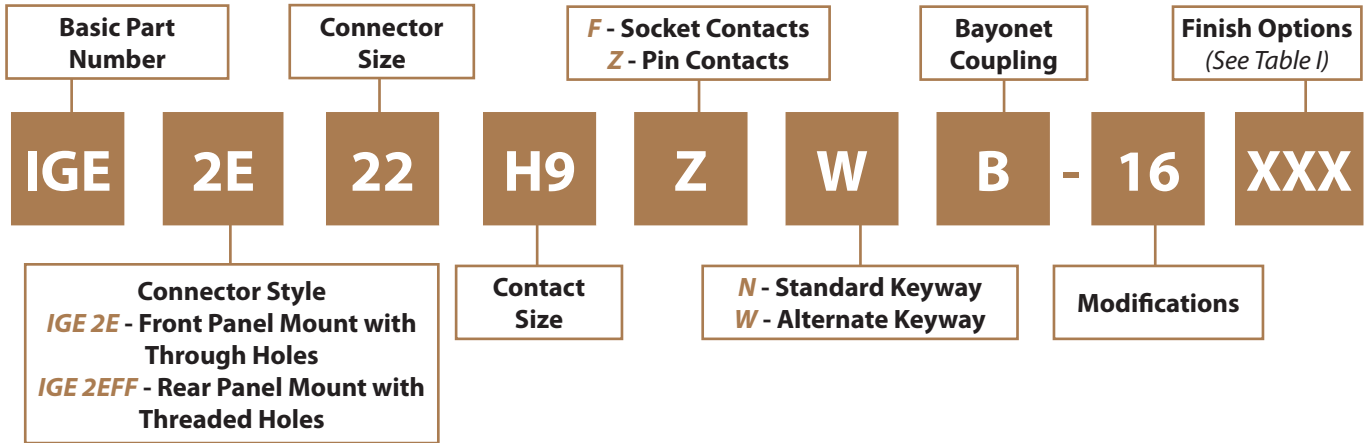 Basic Part
Number
Connector
Size
F - Socket Contacts
Z - Pin Contacts
Bayonet
Coupling
Finish Options
(See Table I)
IGE 2E 22 H9 Z W B - 16 XXX
Connector Style
IGE 2E - Front Panel Mount with
Through Holes
IGE 2EFF - Rear Panel Mount with
Threaded Holes
Contact
Size
N - Standard Keyway
W - Alternate Keyway
Modifications